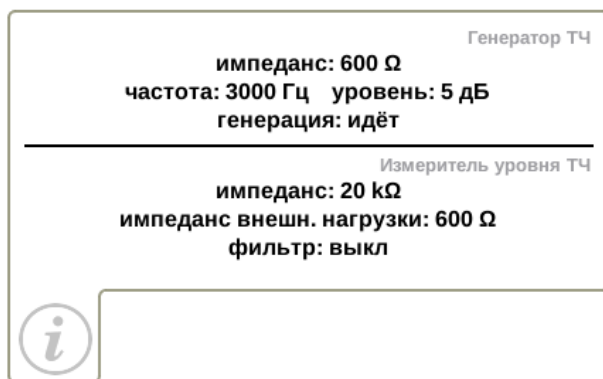 Генератор ТЧ
импеданс: 600 Ω
частота: 3000 Гц уровень: 5 дБ
генерация: идёт
Измеритель уровня ТЧ
импеданс: 20 kΩ
импеданс внешн. нагрузки: 600 Ω
фильтр: выкл
i